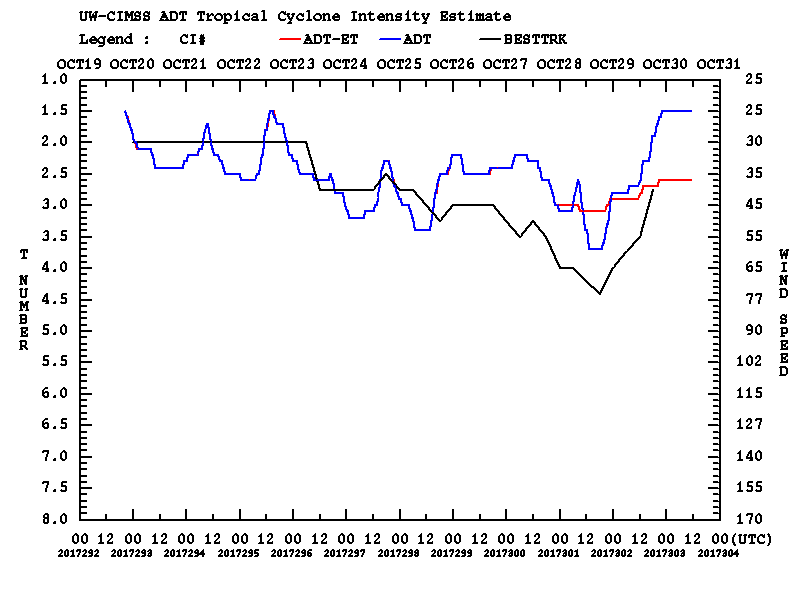 UW-CIMSS ADT Tropical Cyclone Intensity Estimate
Legend : CI# ADT-ET ADT BESTTRK
OCT19 OCT20 OCT21 OCT22 OCT23 OCT24 OCT25 OCT26 OCT27 OCT28 OCT29 OCT30 OCT31
1.0 25
1.5 25
2.0 30
2.5 35
3.0 45
3.5 55
4.0 65
4.5 77
5.0 90
5.5 102
6.0 115
6.5 127
7.0 140
7.5 155
8.0 170
T NUMBER
WIND SPEED
00 12 00 12 00 12 00 12 00 12 00 12 00 12 00 12 00 12 00 12 00 12 00 12 00 (UTC)
2017292 2017293 2017294 2017295 2017296 2017297 2017298 2017299 2017300 2017301 2017302 2017303 2017304